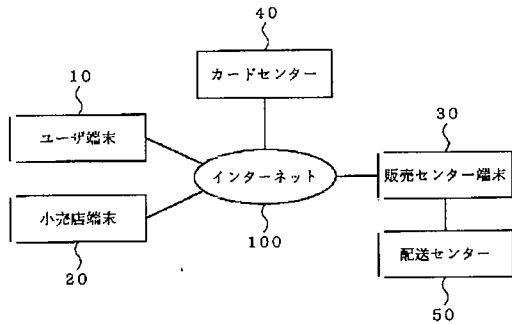 40
カードセンター
10
ユーザ端末
30
インターネット
販売センター端末
小売店端末
100
20
配送センター
50